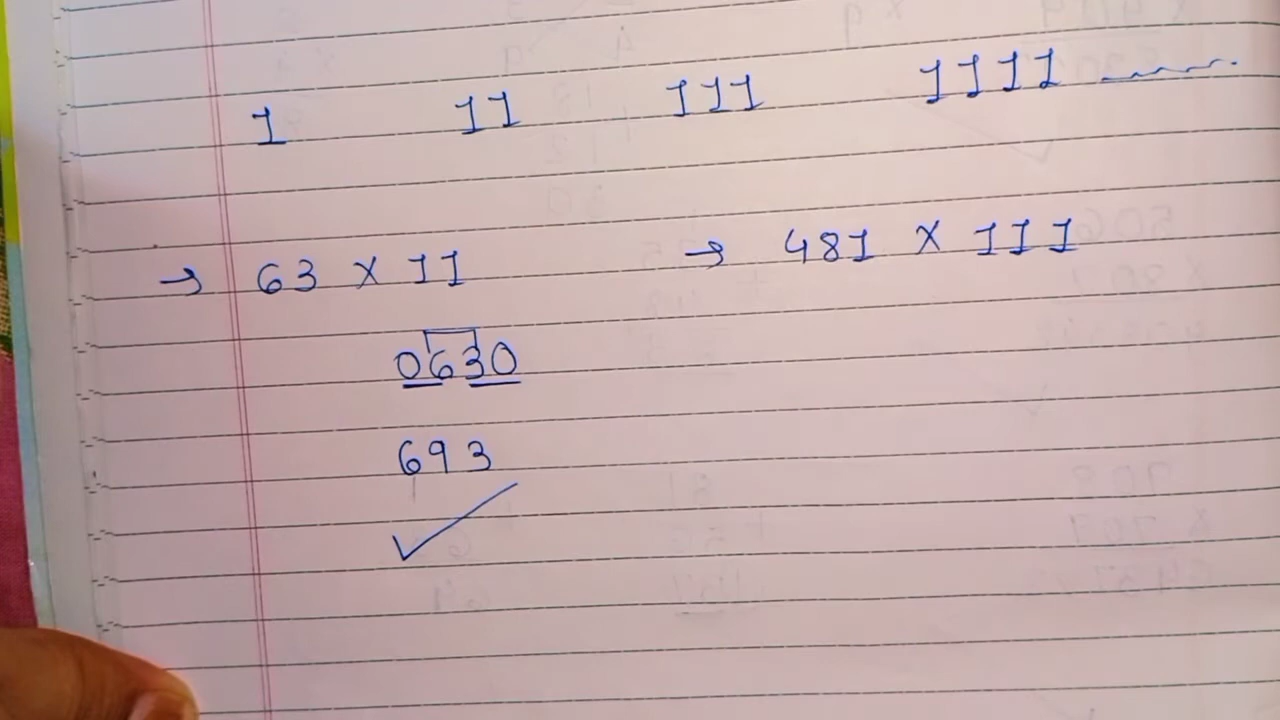 1 11 111 1111 ........
→ 63 × 11 → 481 × 111
0630
693